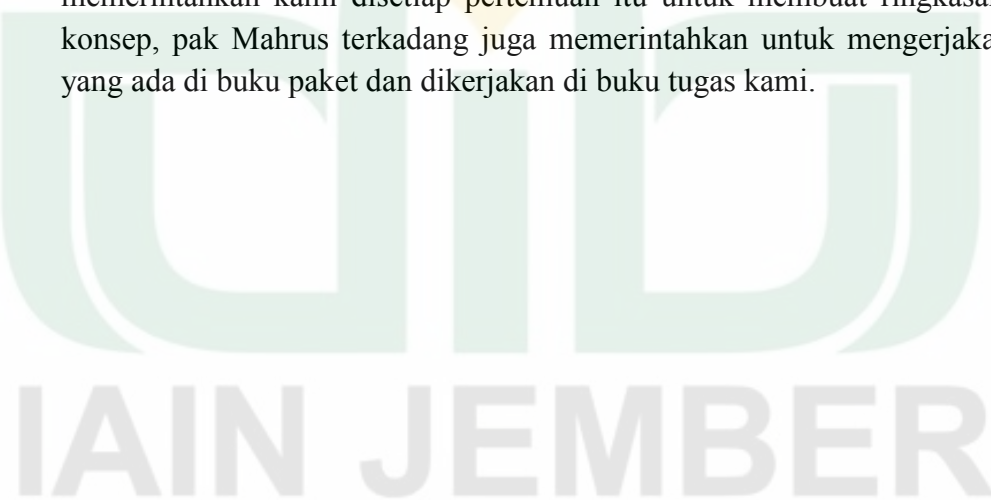 memerintahkan kami disetiap pertemuan itu untuk membuat ringkasan
konsep, pak Mahrus terkadang juga memerintahkan untuk mengerjaka
yang ada di buku paket dan dikerjakan di buku tugas kami.
IAIN JEMBER